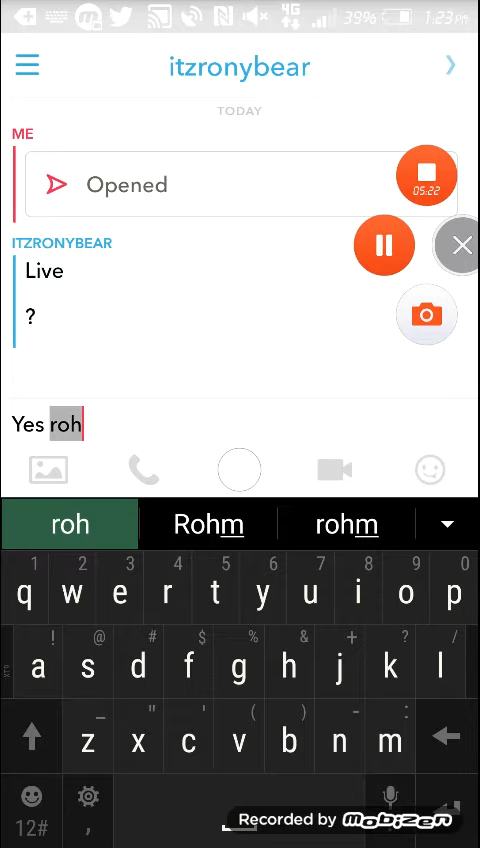 4G 39% 1:23 PM
itzronybear
TODAY
ME
Opened
05:22
ITZRONYBEAR
Live
?
Yes roh
roh Rohm rohm
1 2 3 4 5 6 7 8 9 0
q w e r t y u i o p
! @ # $ % & + ? /
a s d f g h j k l
_ " ' ( ) - :
z x c v b n m
12# ,
Recorded by MOBIZEN